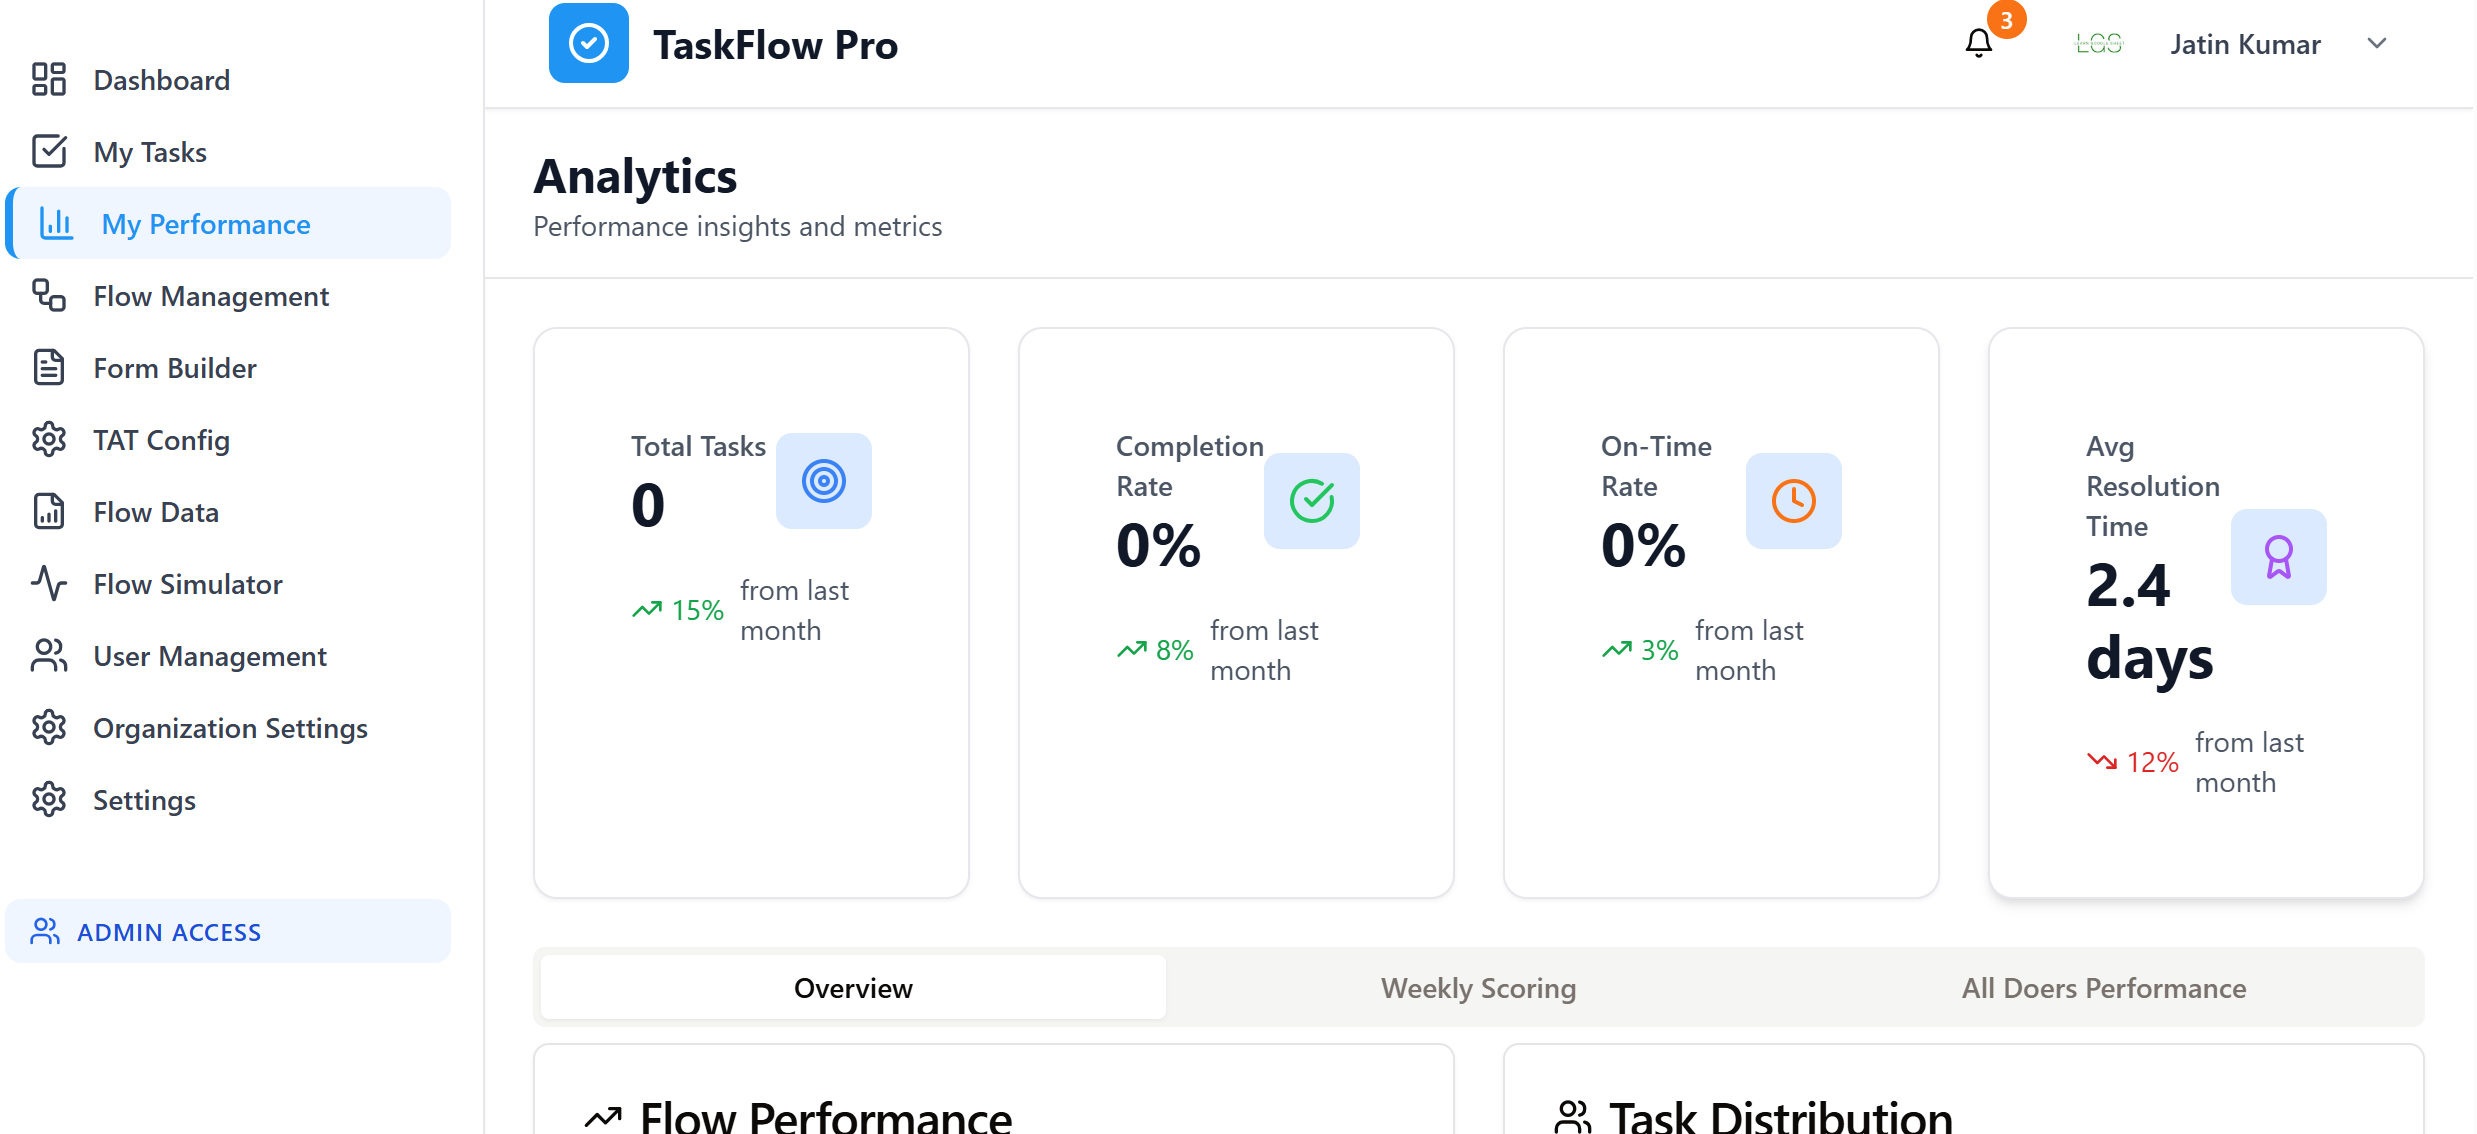 Dashboard
My Tasks
My Performance
Flow Management
Form Builder
TAT Config
Flow Data
Flow Simulator
User Management
Organization Settings
Settings
ADMIN ACCESS
TaskFlow Pro
3
LGS
Jatin Kumar
Analytics
Performance insights and metrics
Total Tasks
0
15%
from last
month
Completion
Rate
0%
8%
from last
month
On-Time
Rate
0%
3%
from last
month
Avg
Resolution
Time
2.4
days
12%
from last
month
Overview
Weekly Scoring
All Doers Performance
Flow Performance
Task Distribution